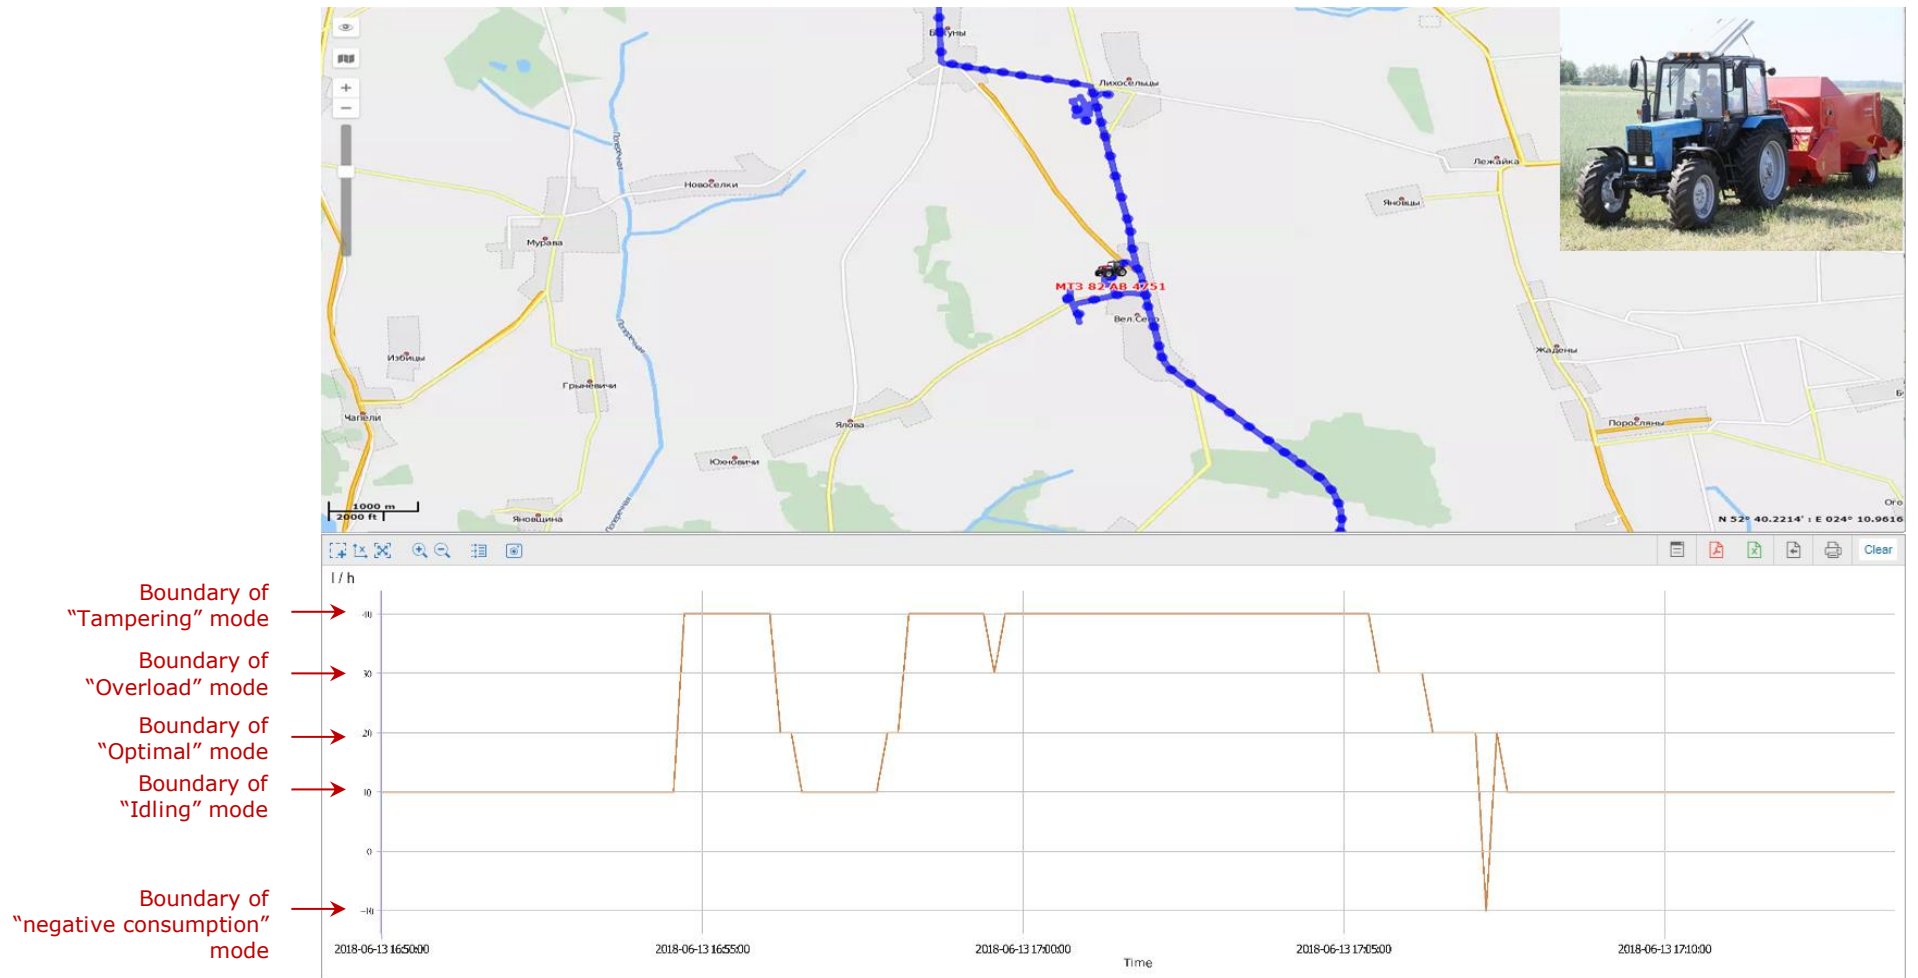 Бакуны
Лихосельцы
Лежайка
Новоселки
Яновцы
Мурава
Поперечная
МТЗ 82 АВ 4751
Вел.Село
Поперечная
Избицы
Жадены
Грыневичи
Чапели
Ялова
Поросляны
Юхновичи
Поперечная
1000 m
2000 ft
Яновщина
N 52° 40.2214' : E 024° 10.9616
Clear
l / h
Boundary of
“Tampering” mode
40
Boundary of
“Overload” mode
30
Boundary of
“Optimal” mode
20
Boundary of
“Idling” mode
10
0
Boundary of
“negative consumption”
mode
-10
2018-06-13 16:50:00
2018-06-13 16:55:00
2018-06-13 17:00:00
2018-06-13 17:05:00
2018-06-13 17:10:00
Time